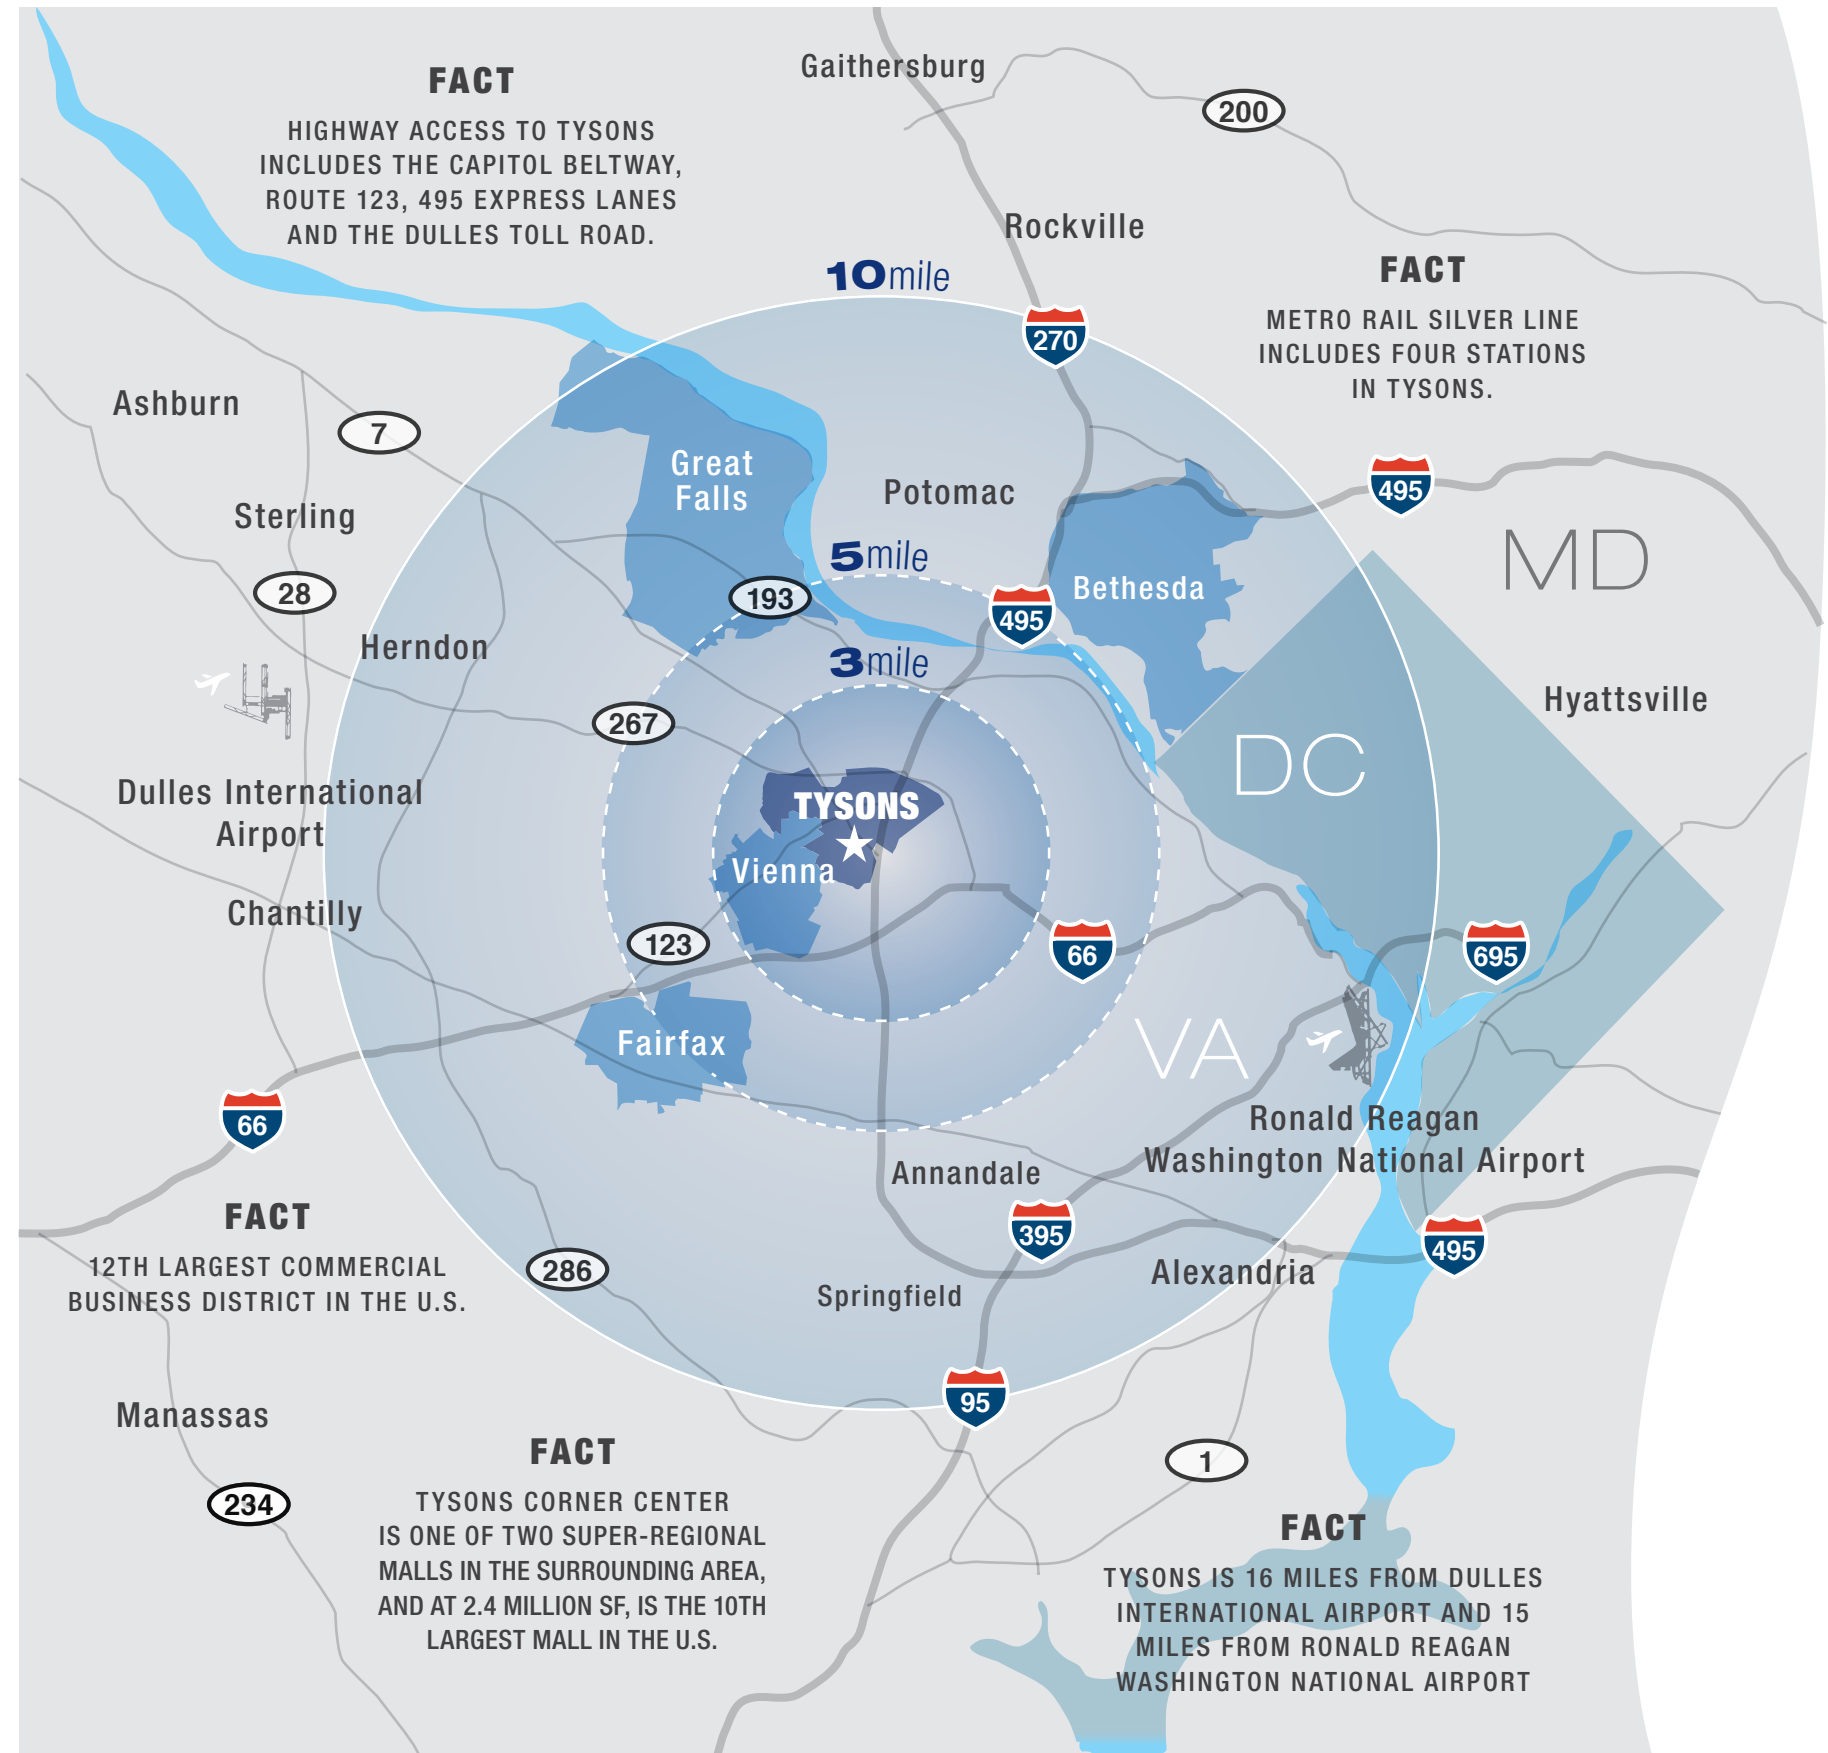 Gaithersburg
FACT
HIGHWAY ACCESS TO TYSONS
INCLUDES THE CAPITOL BELTWAY,
ROUTE 123, 495 EXPRESS LANES
AND THE DULLES TOLL ROAD.
200
Rockville
10mile
FACT
METRO RAIL SILVER LINE
INCLUDES FOUR STATIONS
IN TYSONS.
270
Ashburn
7
Great
Falls
Potomac
495
Sterling
5mile
MD
28
193
Bethesda
495
Herndon
3mile
Hyattsville
267
DC
Dulles International
Airport
TYSONS
Vienna
Chantilly
123
66
695
Fairfax
VA
66
Ronald Reagan
Washington National Airport
Annandale
395
495
FACT
12TH LARGEST COMMERCIAL
BUSINESS DISTRICT IN THE U.S.
286
Springfield
Alexandria
95
Manassas
234
FACT
TYSONS CORNER CENTER
IS ONE OF TWO SUPER-REGIONAL
MALLS IN THE SURROUNDING AREA,
AND AT 2.4 MILLION SF, IS THE 10TH
LARGEST MALL IN THE U.S.
1
FACT
TYSONS IS 16 MILES FROM DULLES
INTERNATIONAL AIRPORT AND 15
MILES FROM RONALD REAGAN
WASHINGTON NATIONAL AIRPORT